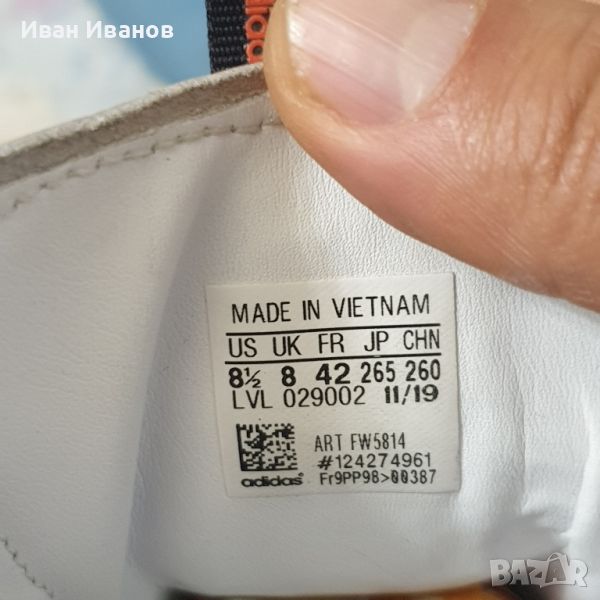 Иван Иванов
MADE IN VIETNAM
US UK FR JP CHN
8½ 8 42 265 260
LVL 029002 11/19
ART FW5814
#124274961
adidas Fr9PP98>00387
BAZAR